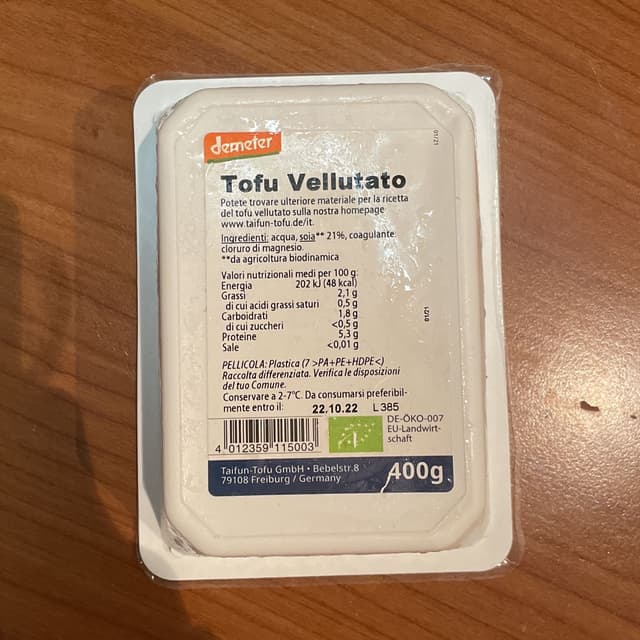 demeter
Tofu Vellutato
Potete trovare ulteriore materiale per la ricetta
del tofu vellutato sulla nostra homepage
www.taifun-tofu.de/it.
Ingredienti: acqua, soia** 21%, coagulante:
cloruro di magnesio.
**da agricoltura biodinamica
Valori nutrizionali medi per 100 g:
Energia 202 kJ (48 kcal)
Grassi 2,1 g
di cui acidi grassi saturi 0,5 g
Carboidrati 1,8 g
di cui zuccheri <0,5 g
Proteine 5,3 g
Sale <0,01 g
PELLICOLA: Plastica (7 >PA+PE+HDPE<)
Raccolta differenziata. Verifica le disposizioni
del tuo Comune.
Conservare a 2-7°C. Da consumarsi preferibil-
mente entro il: 22.10.22 L385
4 012359 115003
DE-ÖKO-007
EU-Landwirt-
schaft
Taifun-Tofu GmbH • Bebelstr.8
79108 Freiburg / Germany
400g
01/21
01/21